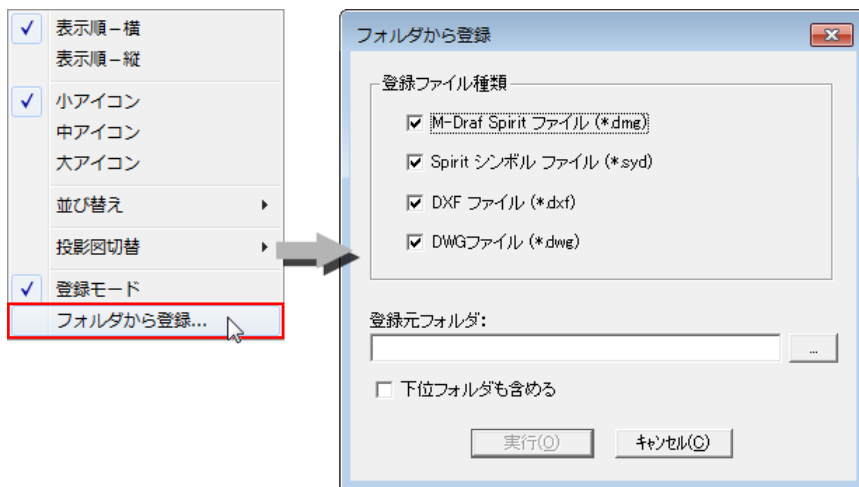 表示順－横
表示順－縦
小アイコン
中アイコン
大アイコン
並び替え
投影図切替
登録モード
フォルダから登録...
フォルダから登録
登録ファイル種類
M-Draf Spirit ファイル (*.dmg)
Spirit シンボル ファイル (*.syd)
DXF ファイル (*.dxf)
DWGファイル (*.dwg)
登録元フォルダ:
...
下位フォルダも含める
実行(O)
ｷｬﾝｾﾙ(C)